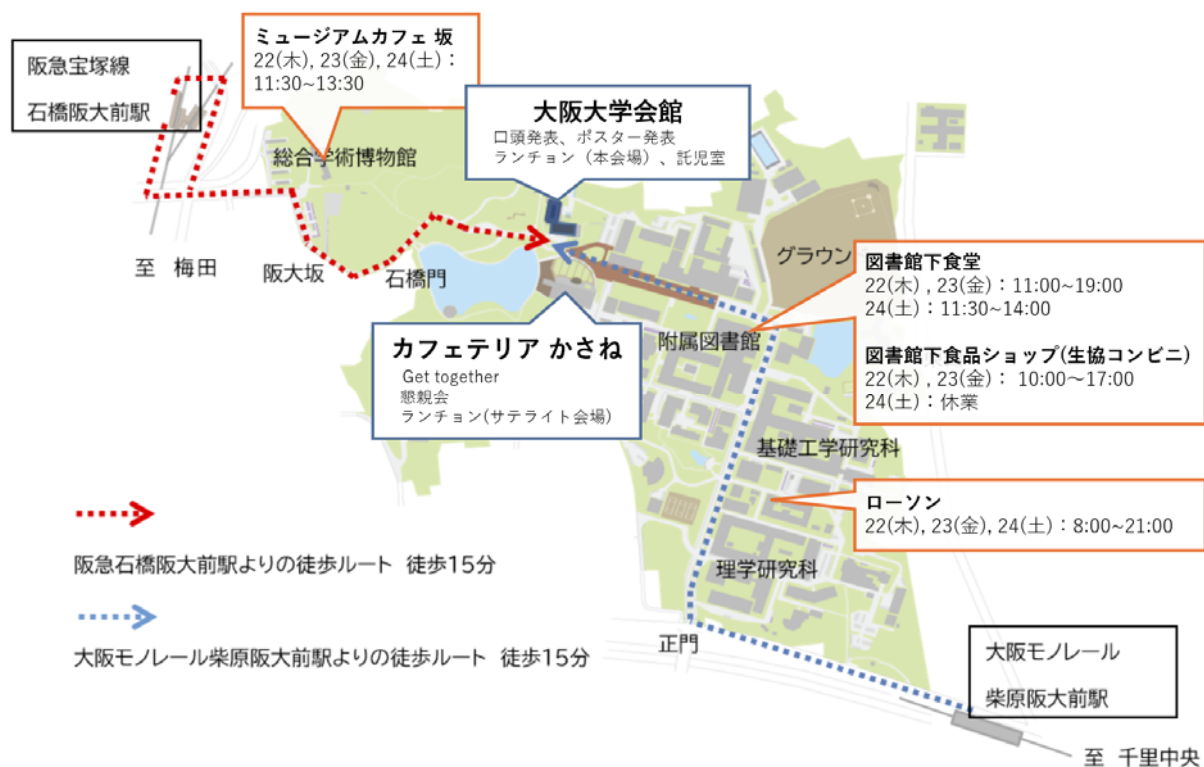 阪急宝塚線
石橋阪大前駅
ミュージアムカフェ 坂
22(木), 23(金), 24(土)：
11:30~13:30
大阪大学会館
口頭発表、ポスター発表
ランチョン（本会場）、託児室
総合学術博物館
至 梅田
阪大坂
石橋門
グラウン
図書館下食堂
22(木) , 23(金)：11:00~19:00
24(土)：11:30~14:00
図書館下食品ショップ(生協コンビニ)
22(木) , 23(金)： 10:00～17:00
24(土)：休業
附属図書館
カフェテリア かさね
Get together
懇親会
ランチョン(サテライト会場)
基礎工学研究科
ローソン
22(木), 23(金), 24(土)：8:00~21:00
理学研究科
阪急石橋阪大前駅よりの徒歩ルート 徒歩15分
大阪モノレール柴原阪大前駅よりの徒歩ルート 徒歩15分
正門
大阪モノレール
柴原阪大前駅
至 千里中央